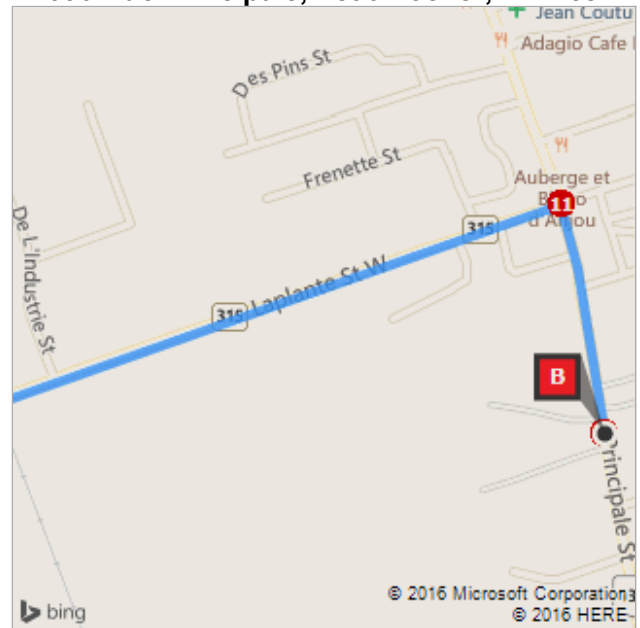 Jean Coutu
Adagio Cafe
Des Pins St
Frenette St
Auberge et
d'Anjou
11
315
Laplante St W
315
De L'Industrie St
B
Principale St
© 2016 Microsoft Corporation
© 2016 HERE
bing